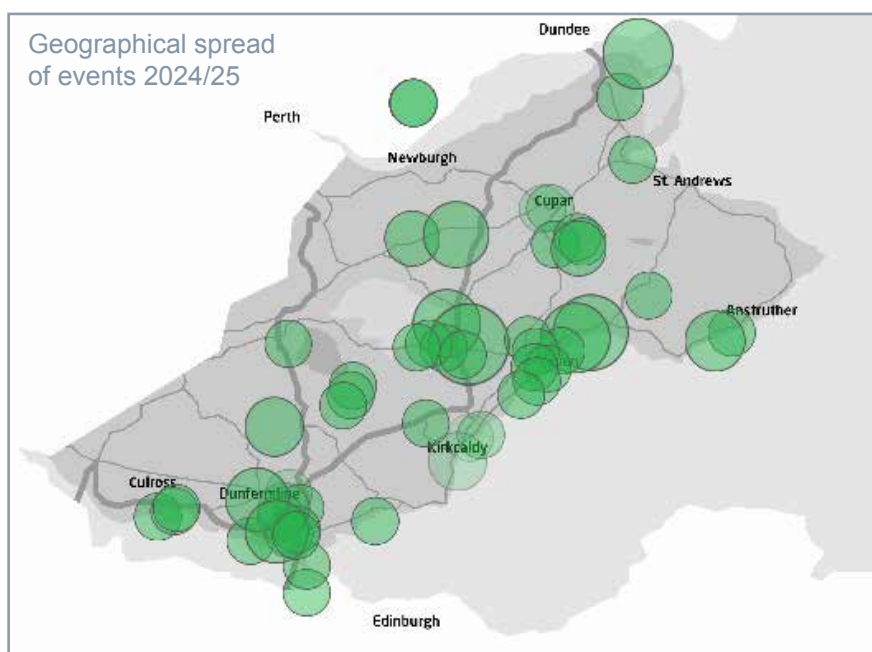 Geographical spread
of events 2024/25
Dundee
Perth
Newburgh
St. Andrews
Cupar
Anstruther
Kirkcaldy
Culross
Dunfermline
Edinburgh